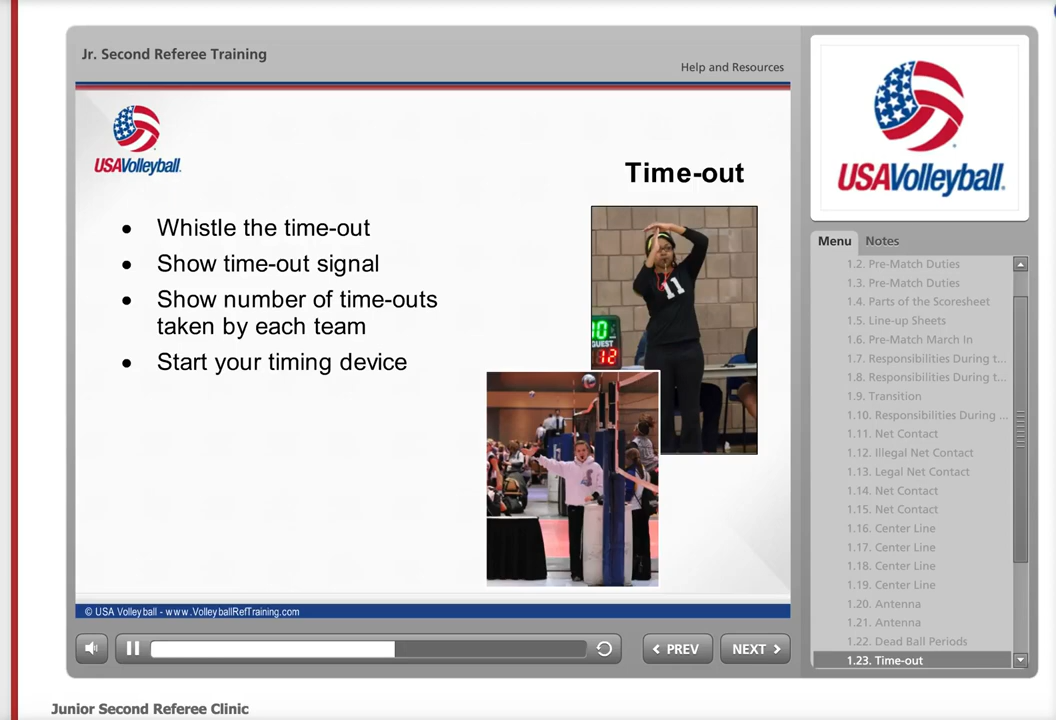 Jr. Second Referee Training
Help and Resources
USAVolleyball.
Time-out
• Whistle the time-out
• Show time-out signal
• Show number of time-outs
taken by each team
• Start your timing device
11
10
GUEST
12
© USA Volleyball - www.VolleyballRefTraining.com
PREV
NEXT
USAVolleyball.
Menu
Notes
1.2. Pre-Match Duties
1.3. Pre-Match Duties
1.4. Parts of the Scoresheet
1.5. Line-up Sheets
1.6. Pre-Match March In
1.7. Responsibilities During t...
1.8. Responsibilities During t...
1.9. Transition
1.10. Responsibilities During ...
1.11. Net Contact
1.12. Illegal Net Contact
1.13. Legal Net Contact
1.14. Net Contact
1.15. Net Contact
1.16. Center Line
1.17. Center Line
1.18. Center Line
1.19. Center Line
1.20. Antenna
1.21. Antenna
1.22. Dead Ball Periods
1.23. Time-out
Junior Second Referee Clinic